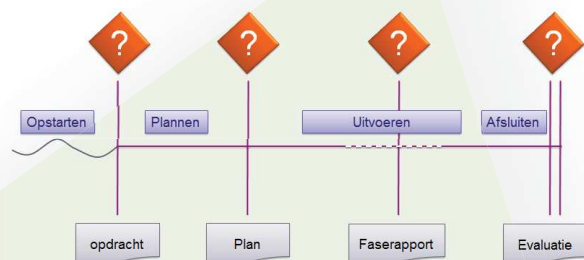 ? ? ? ?
Opstarten Plannen Uitvoeren Afsluiten
opdracht Plan Faserapport Evaluatie